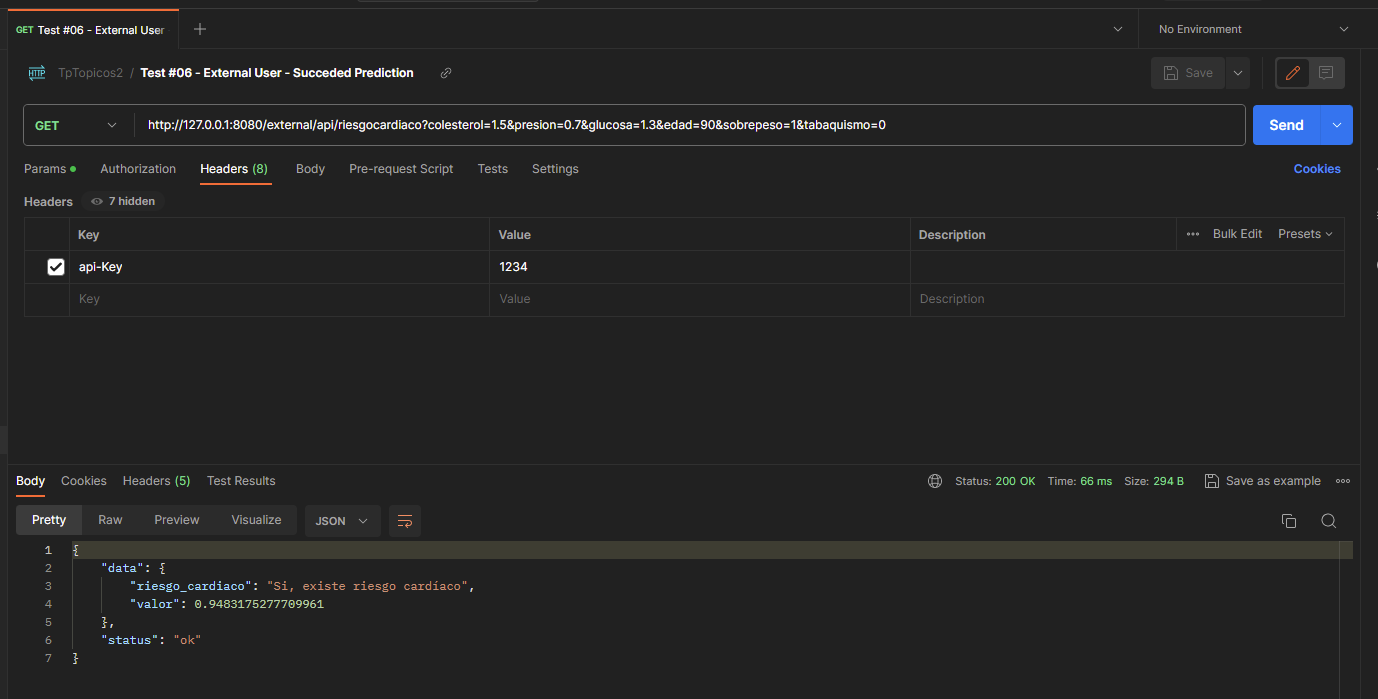 GET Test #06 - External User
No Environment
HTTP TpTopicos2 / Test #06 - External User - Succeded Prediction
Save
GET http://127.0.0.1:8080/external/api/riesgocardiaco?colesterol=1.5&presion=0.7&glucosa=1.3&edad=90&sobrepeso=1&tabaquismo=0
Send
Params Authorization Headers (8) Body Pre-request Script Tests Settings Cookies
Headers 7 hidden
Key Value Description Bulk Edit Presets
api-Key 1234
Key Value Description
Body Cookies Headers (5) Test Results Status: 200 OK Time: 66 ms Size: 294 B Save as example
Pretty Raw Preview Visualize JSON
1 {
2 "data": {
3 "riesgo_cardiaco": "Si, existe riesgo cardíaco",
4 "valor": 0.9483175277709961
5 },
6 "status": "ok"
7 }